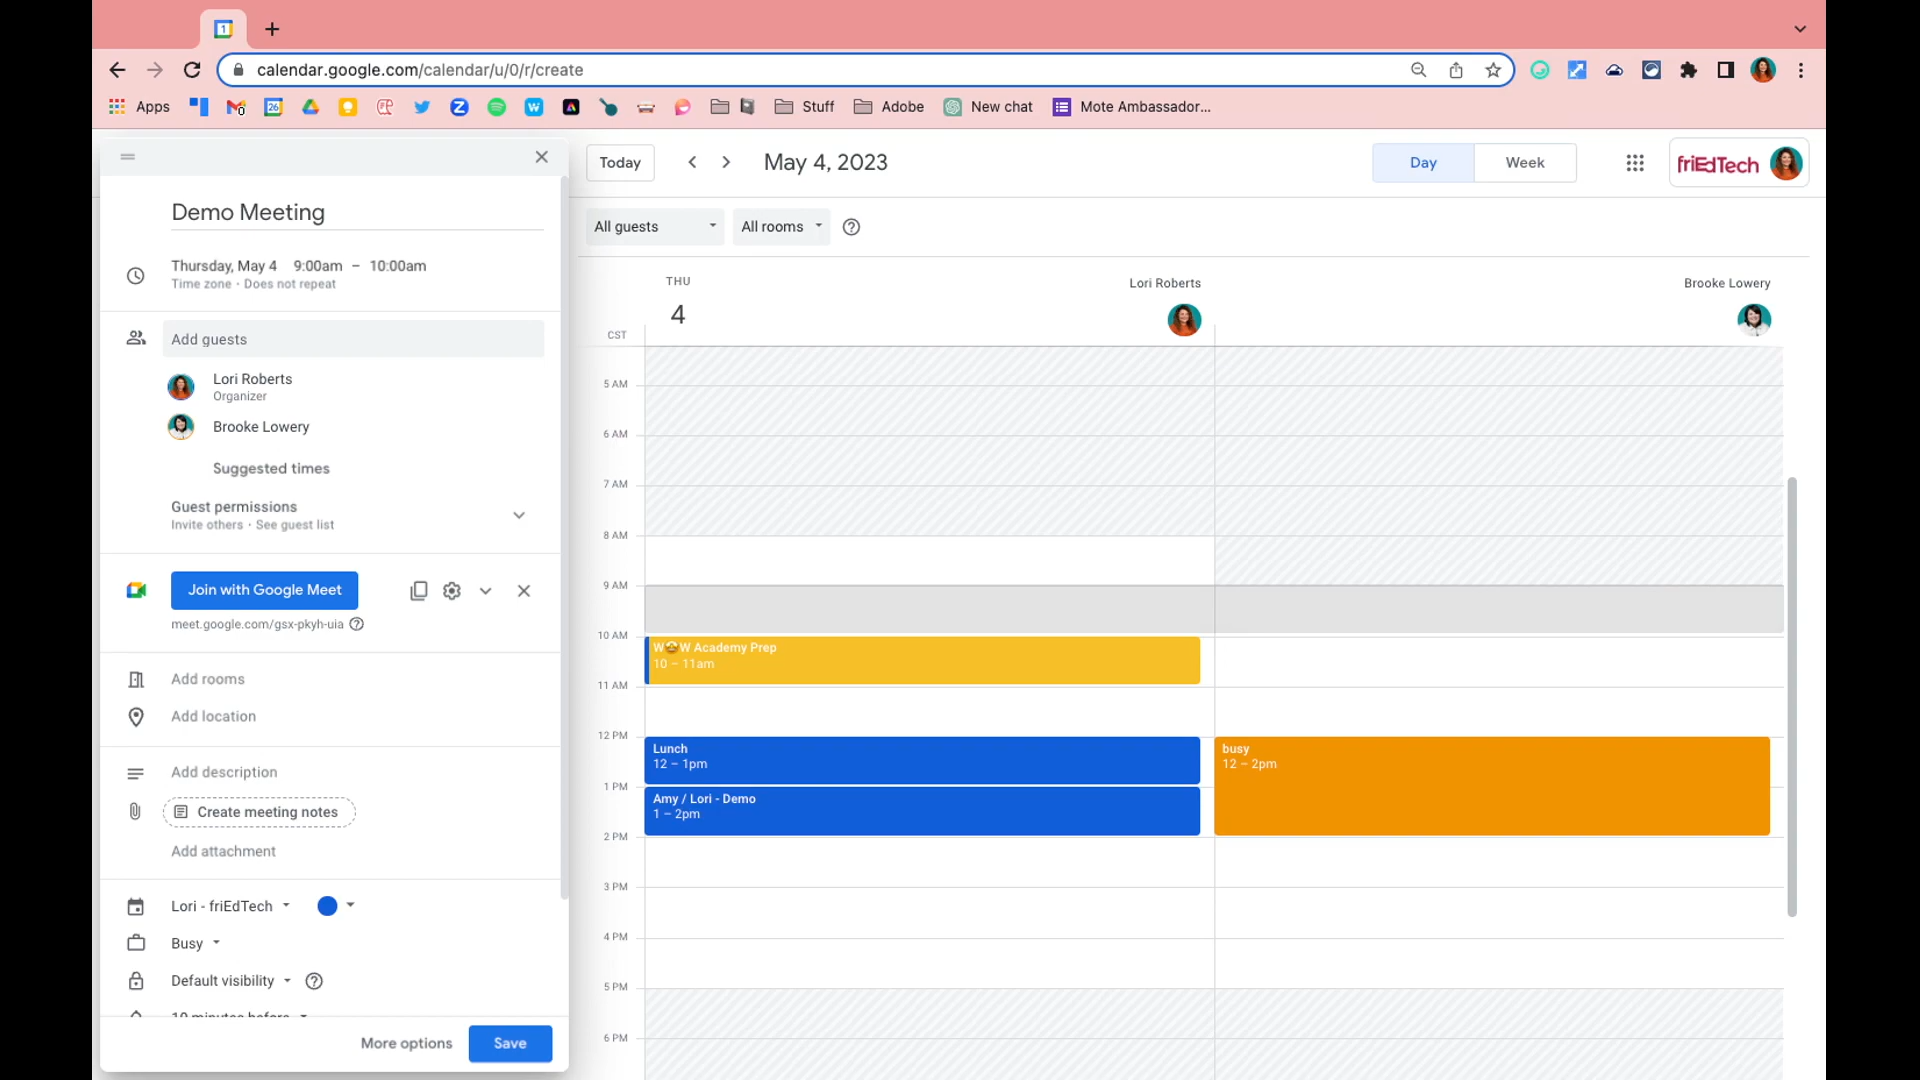 calendar.google.com/calendar/u/0/r/create
Apps
Stuff
Adobe
New chat
Mote Ambassador...
Demo Meeting
Thursday, May 4 9:00am – 10:00am
Time zone · Does not repeat
Add guests
Lori Roberts
Organizer
Brooke Lowery
Suggested times
Guest permissions
Invite others · See guest list
Join with Google Meet
meet.google.com/gsx-pkyh-uia
Add rooms
Add location
Add description
Create meeting notes
Add attachment
Lori - friEdTech
Busy
Default visibility
10 minutes before
More options
Save
Today
May 4, 2023
Day
Week
friEdTech
All guests
All rooms
THU
4
CST
Lori Roberts
Brooke Lowery
5 AM
6 AM
7 AM
8 AM
9 AM
10 AM
11 AM
12 PM
1 PM
2 PM
3 PM
4 PM
5 PM
6 PM
W🤩W Academy Prep
10 – 11am
Lunch
12 – 1pm
Amy / Lori - Demo
1 – 2pm
busy
12 – 2pm